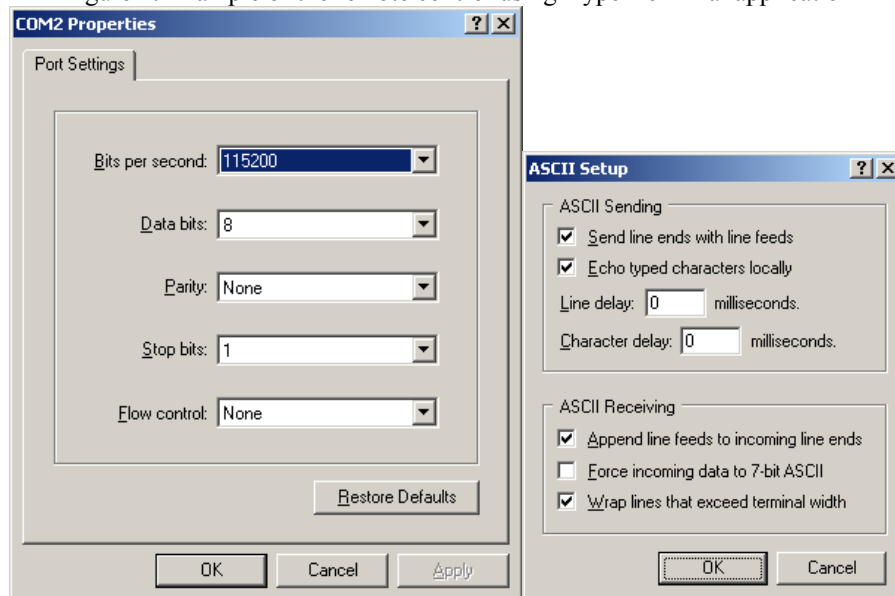 COM2 Properties
Port Settings
Bits per second: 115200
Data bits: 8
Parity: None
Stop bits: 1
Flow control: None
Restore Defaults
OK Cancel Apply
ASCII Setup
ASCII Sending
Send line ends with line feeds
Echo typed characters locally
Line delay: 0 milliseconds.
Character delay: 0 milliseconds.
ASCII Receiving
Append line feeds to incoming line ends
Force incoming data to 7-bit ASCII
Wrap lines that exceed terminal width
OK Cancel